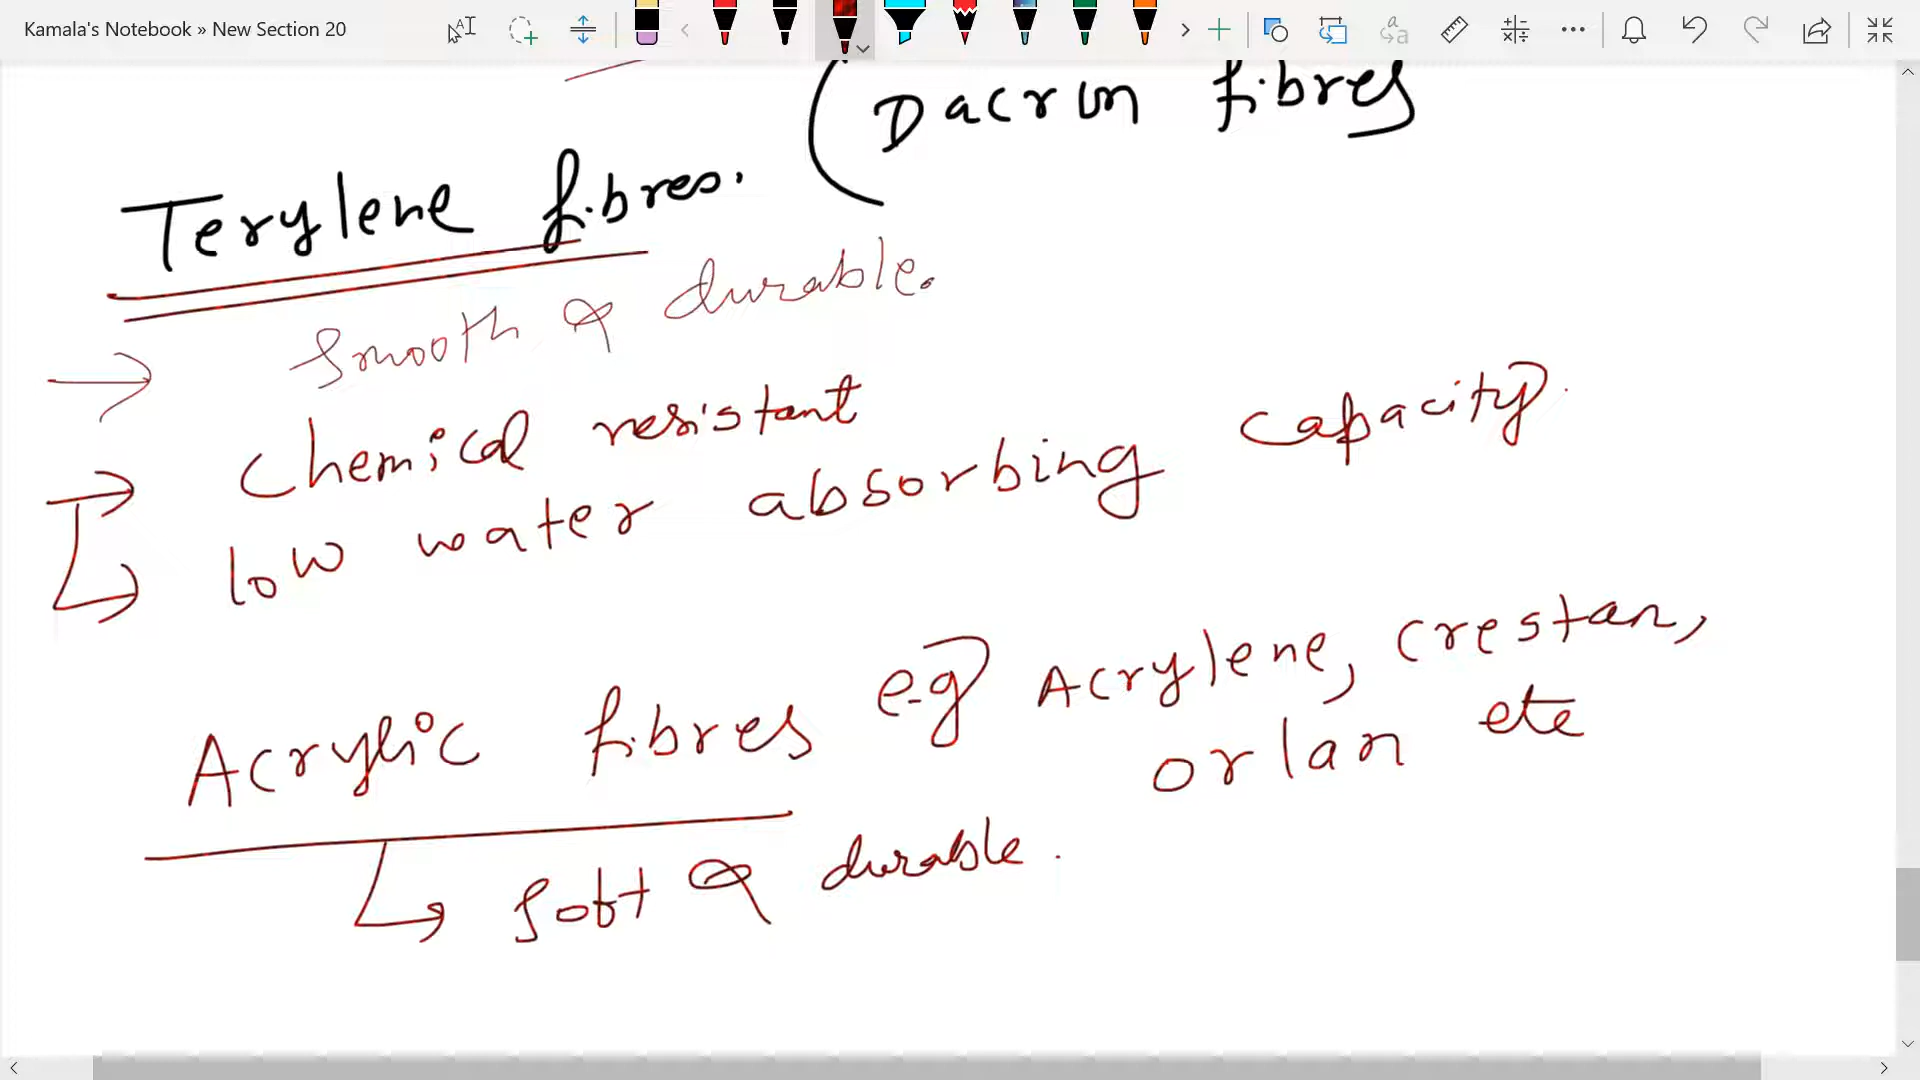 Kamala's Notebook » New Section 20
Terylene fibres. (Dacron fibres
→ Smooth & durable.
→ Chemical resistant
→ low water absorbing capacity.
Acrylic fibres e.g Acrylene, crestan,
orlan etc
→ Soft & durable.